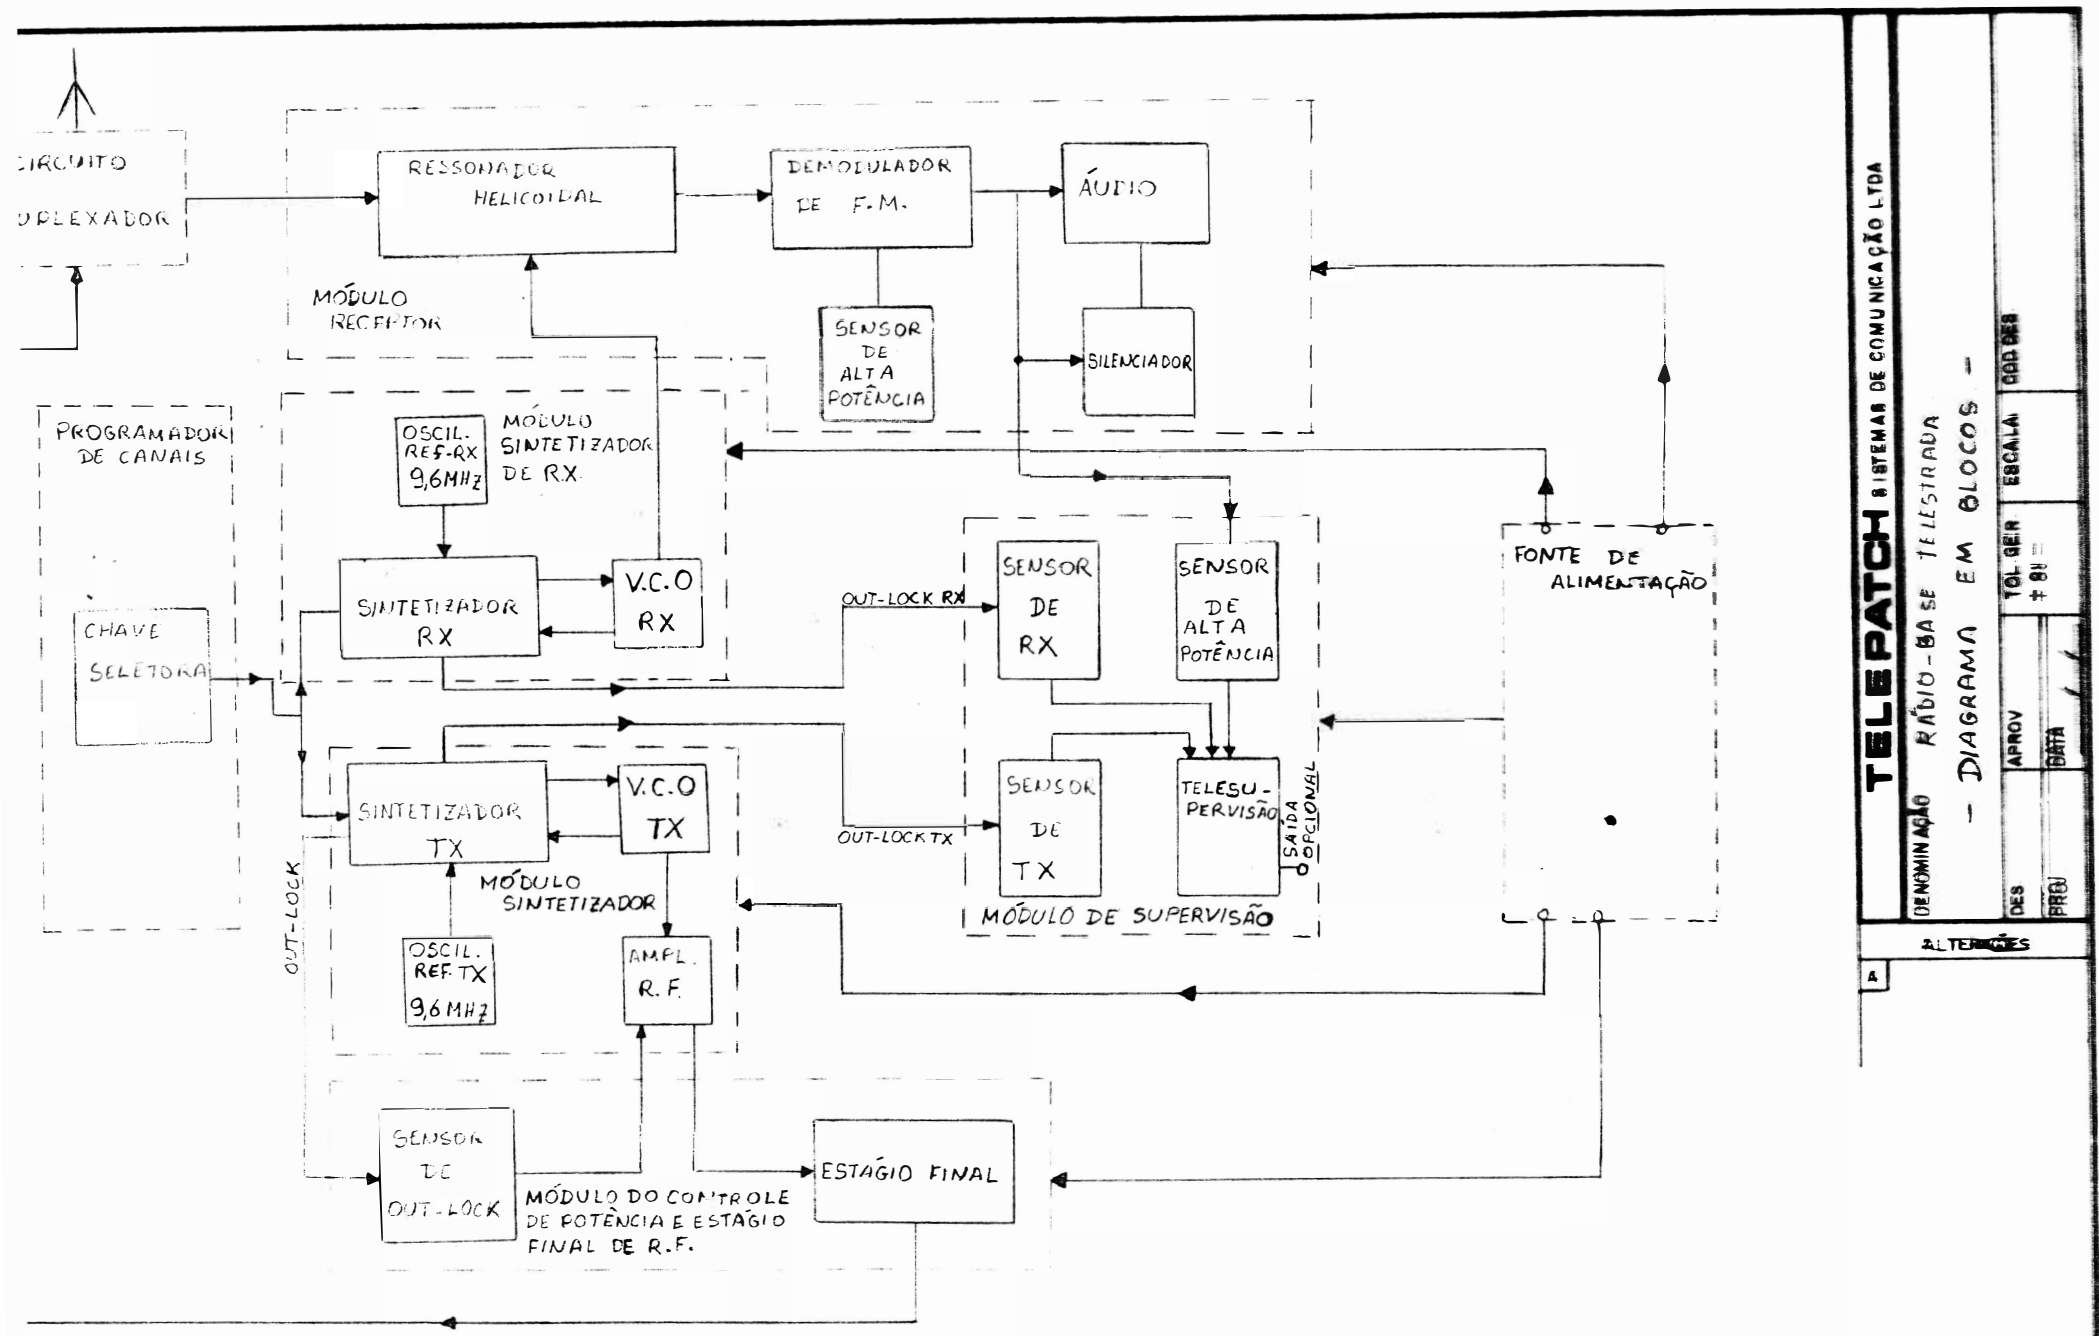 CIRCUITO
UPLEXADOR
RESSONADOR
HELICOIDAL
DEMODULADOR
DE F.M.
ÁUDIO
MÓDULO
RECEPTOR
SENSOR
DE
ALTA
POTÊNCIA
SILENCIADOR
PROGRAMADOR
DE CANAIS
CHAVE
SELETORA
OSCIL.
REF-RX
9,6MHZ
MÓDULO
SINTETIZADOR
DE RX.
SINTETIZADOR
RX
V.C.O
RX
OUT-LOCK RX
SENSOR
DE
RX
SENSOR
DE
ALTA
POTÊNCIA
FONTE DE
ALIMENTAÇÃO
SINTETIZADOR
TX
V.C.O
TX
OUT-LOCK TX
SENSOR
DE
TX
TELESU-
PERVISÃO
SAÍDA
OPCIONAL
MÓDULO
SINTETIZADOR
MÓDULO DE SUPERVISÃO
OUT-LOCK
OSCIL.
REF.TX
9,6MHZ
AMPL.
R.F.
SENSOR
DE
OUT-LOCK
MÓDULO DO CONTROLE
DE POTÊNCIA E ESTÁGIO
FINAL DE R.F.
ESTÁGIO FINAL
TELEPATCH SISTEMAS DE COMUNICAÇÃO LTDA
DENOMINAÇÃO RÁDIO-BASE TELESTRADA
- DIAGRAMA EM BLOCOS -
DES APROV TOL. GER ESCALA COD DES
DATA
A